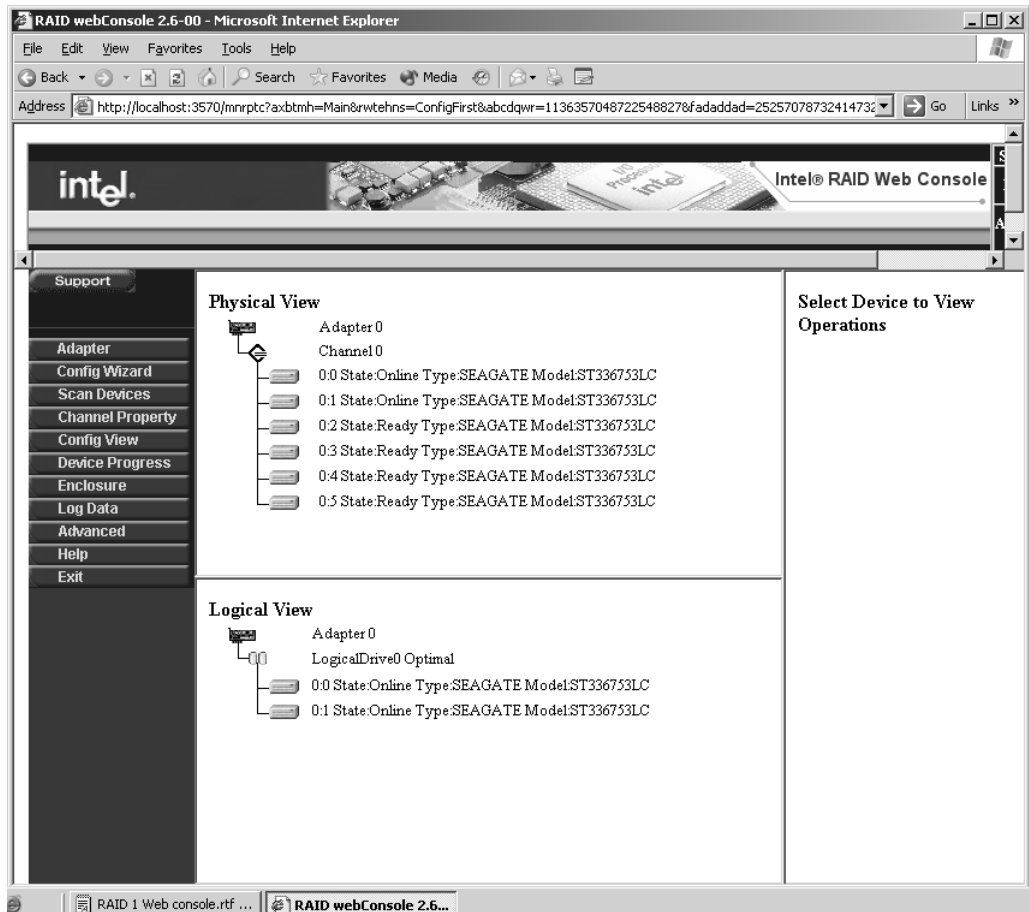 RAID webConsole 2.6-00 - Microsoft Internet Explorer
File Edit View Favorites Tools Help
Back Search Favorites Media
Address http://localhost:3570/mnrptc?axbtmh=Main&rwtehns=ConfigFirst&abcdqwr=11363570487225488278&fadaddad=25257078732414732 Go Links »
intel.
I/O Processor intel
Intel® RAID Web Console
Support
Adapter
Config Wizard
Scan Devices
Channel Property
Config View
Device Progress
Enclosure
Log Data
Advanced
Help
Exit
Physical View
Adapter 0
Channel 0
0:0 State:Online Type:SEAGATE Model:ST336753LC
0:1 State:Online Type:SEAGATE Model:ST336753LC
0:2 State:Ready Type:SEAGATE Model:ST336753LC
0:3 State:Ready Type:SEAGATE Model:ST336753LC
0:4 State:Ready Type:SEAGATE Model:ST336753LC
0:5 State:Ready Type:SEAGATE Model:ST336753LC
Logical View
Adapter 0
LogicalDrive0 Optimal
0:0 State:Online Type:SEAGATE Model:ST336753LC
0:1 State:Online Type:SEAGATE Model:ST336753LC
Select Device to View
Operations
RAID 1 Web console.rtf ... RAID webConsole 2.6...